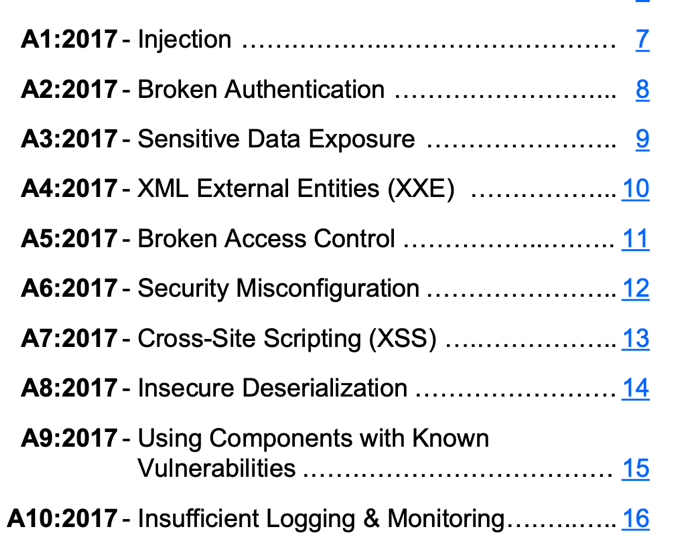 A1:2017 - Injection ………………………………………… 7
A2:2017 - Broken Authentication ……………………….. 8
A3:2017 - Sensitive Data Exposure …………………….. 9
A4:2017 - XML External Entities (XXE) ………………... 10
A5:2017 - Broken Access Control ………………………. 11
A6:2017 - Security Misconfiguration …………………….. 12
A7:2017 - Cross-Site Scripting (XSS) ………………….. 13
A8:2017 - Insecure Deserialization ……………………… 14
A9:2017 - Using Components with Known
Vulnerabilities …………………………………… 15
A10:2017 - Insufficient Logging & Monitoring…………….. 16